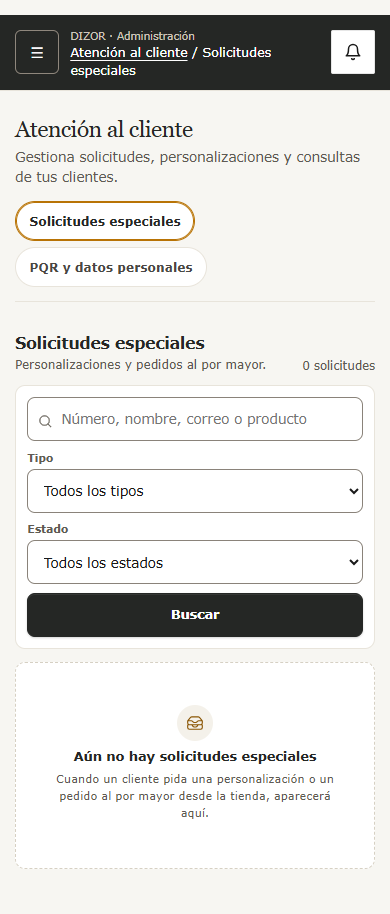 ☰
DIZOR · Administración
Atención al cliente / Solicitudes
especiales
Atención al cliente
Gestiona solicitudes, personalizaciones y consultas
de tus clientes.
Solicitudes especiales
PQR y datos personales
Solicitudes especiales
Personalizaciones y pedidos al por mayor.
0 solicitudes
Número, nombre, correo o producto
Tipo
Todos los tipos
Estado
Todos los estados
Buscar
Aún no hay solicitudes especiales
Cuando un cliente pida una personalización o un
pedido al por mayor desde la tienda, aparecerá
aquí.